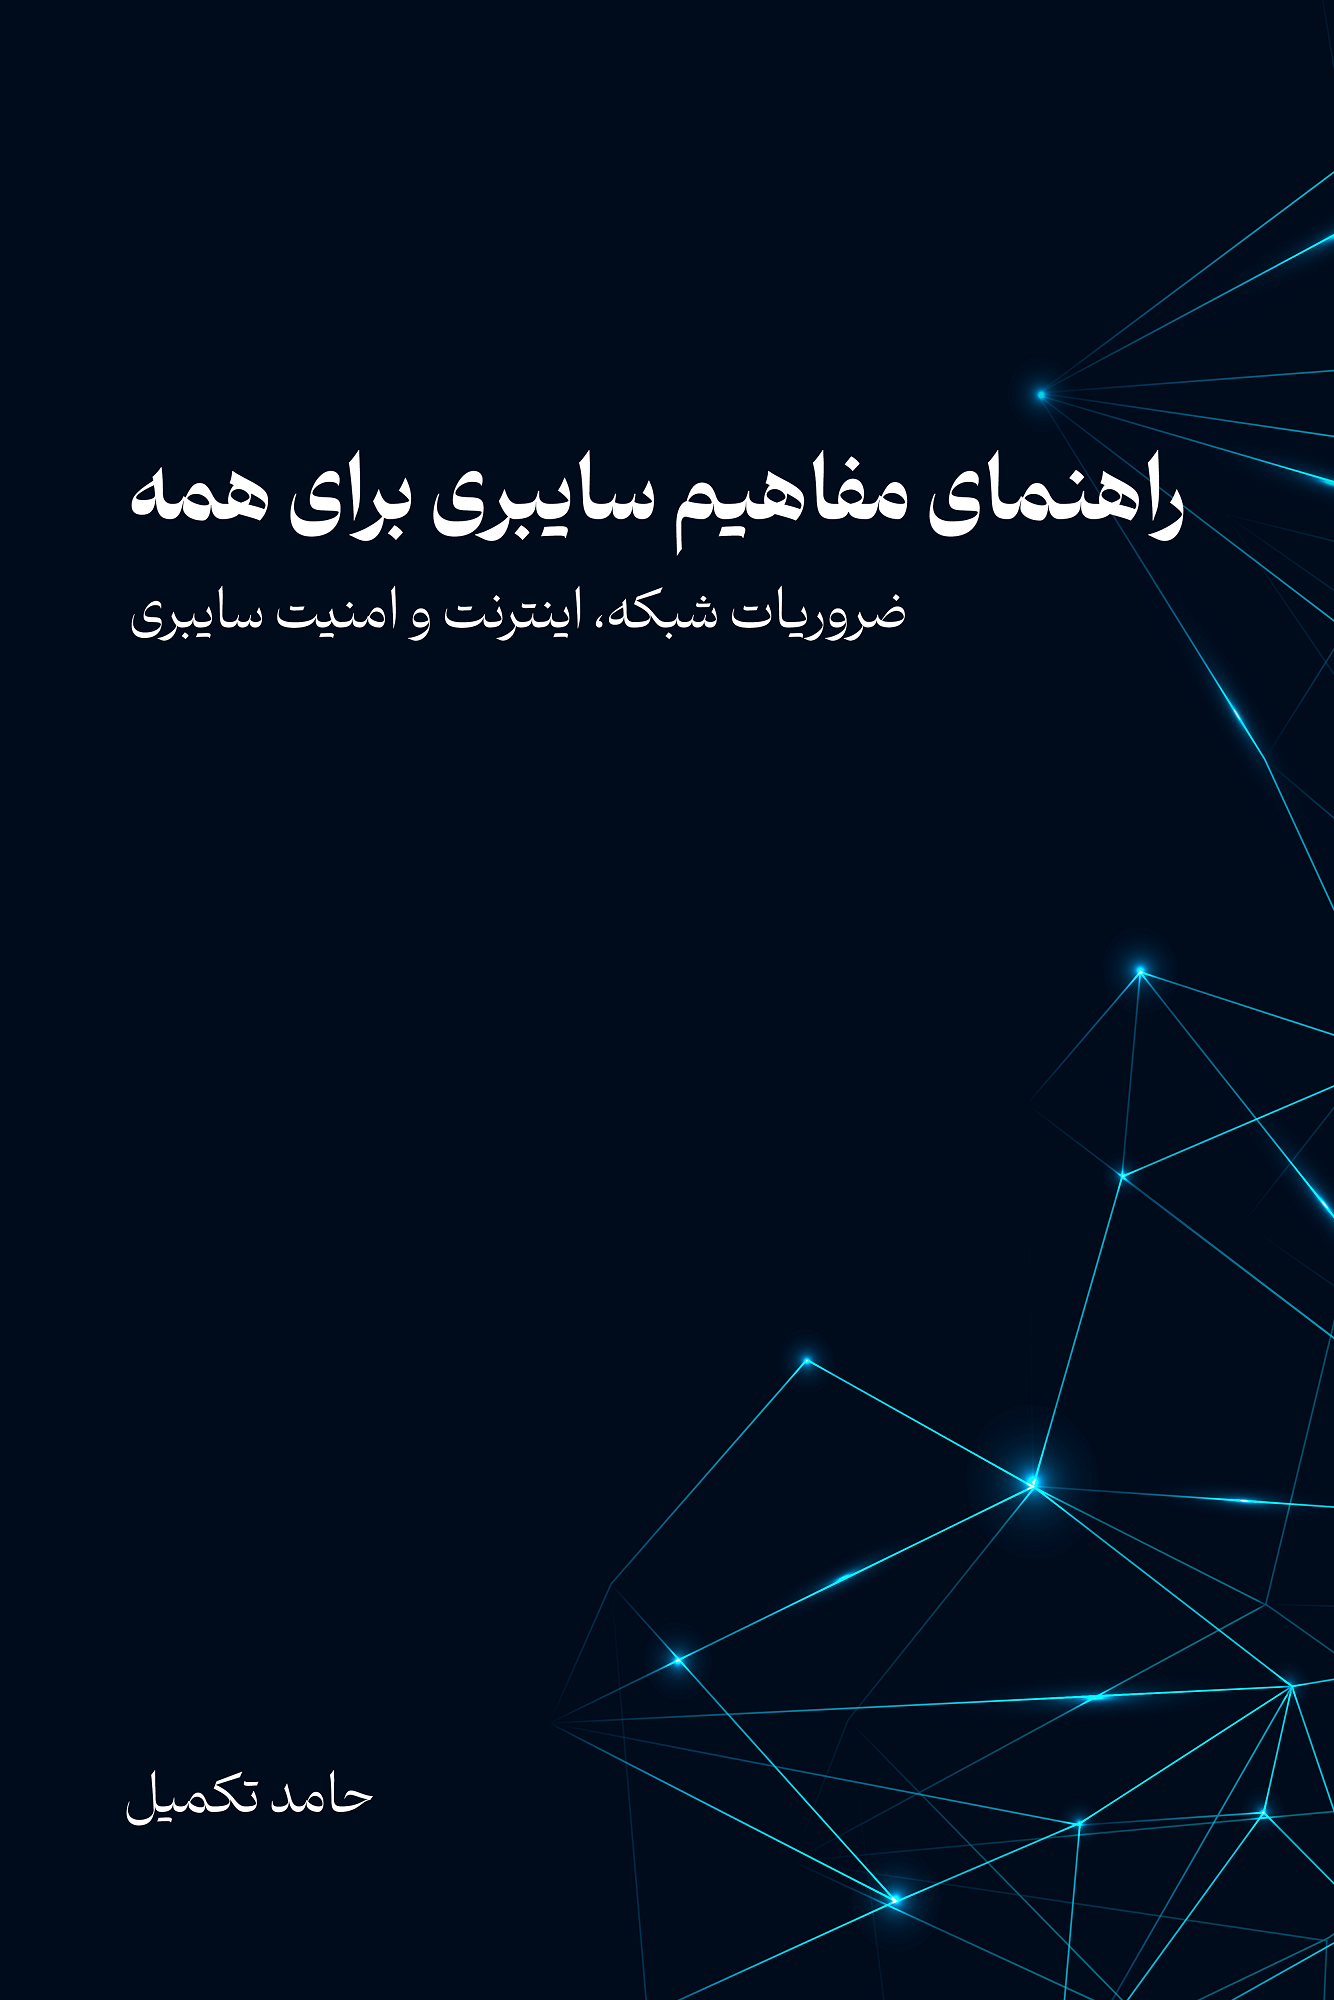 راهنمای مفاهیم سایبری برای همه
ضروریات شبکه، اینترنت و امنیت سایبری
حامد تکمیل